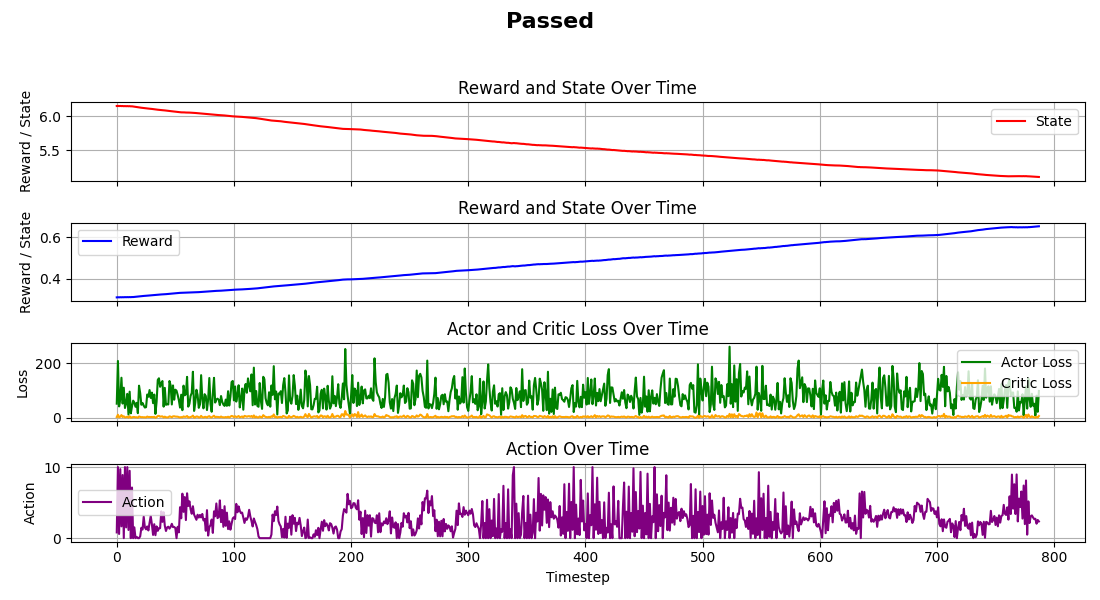 Passed
Reward and State Over Time
Reward / State
6.0
5.5
State
Reward and State Over Time
Reward / State
0.6
0.4
Reward
Actor and Critic Loss Over Time
Loss
200
0
Actor Loss
Critic Loss
Action Over Time
Action
10
0
Action
0 100 200 300 400 500 600 700 800
Timestep